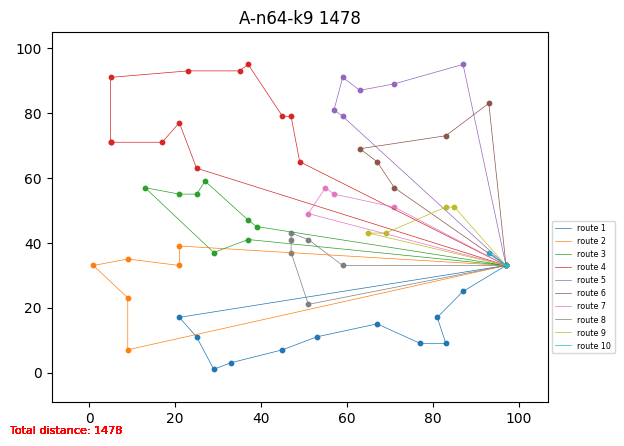 A-n64-k9 1478
100
80
60
40
20
0
0 20 40 60 80 100
route 1
route 2
route 3
route 4
route 5
route 6
route 7
route 8
route 9
route 10
Total distance: 1478